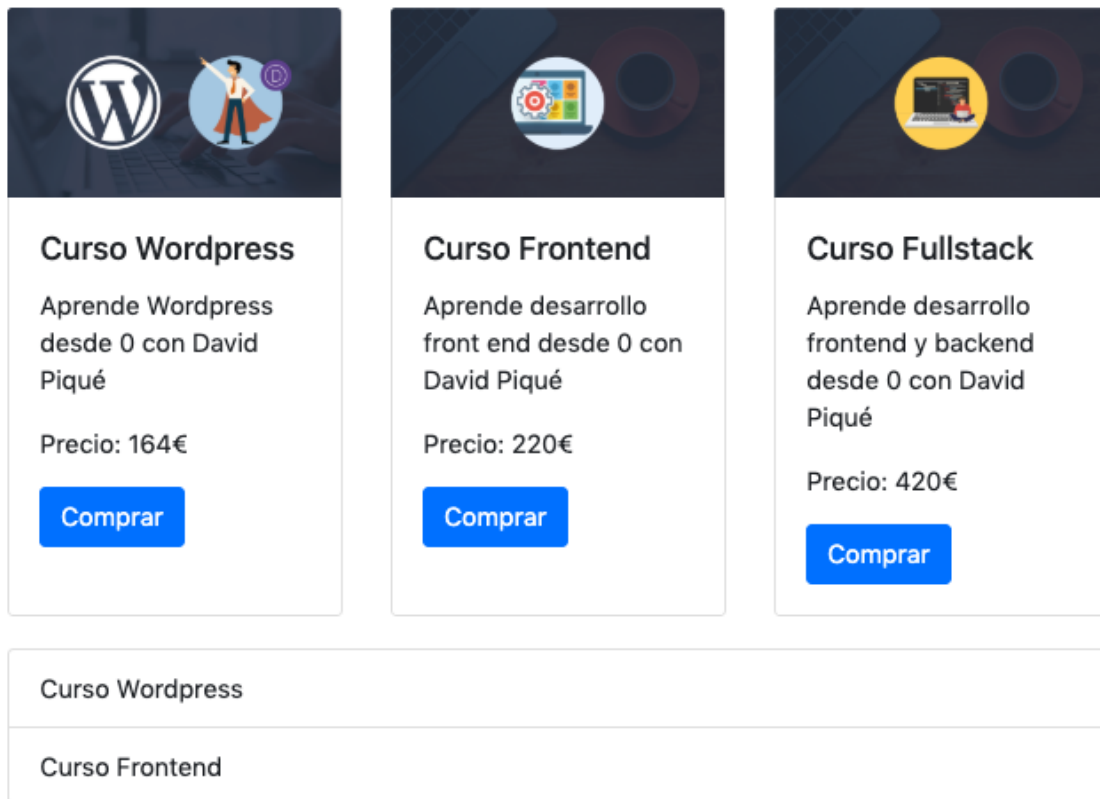 Curso Wordpress
Aprende Wordpress
desde 0 con David
Piqué
Precio: 164€
Comprar
Curso Frontend
Aprende desarrollo
front end desde 0 con
David Piqué
Precio: 220€
Comprar
Curso Fullstack
Aprende desarrollo
frontend y backend
desde 0 con David
Piqué
Precio: 420€
Comprar
Curso Wordpress
Curso Frontend